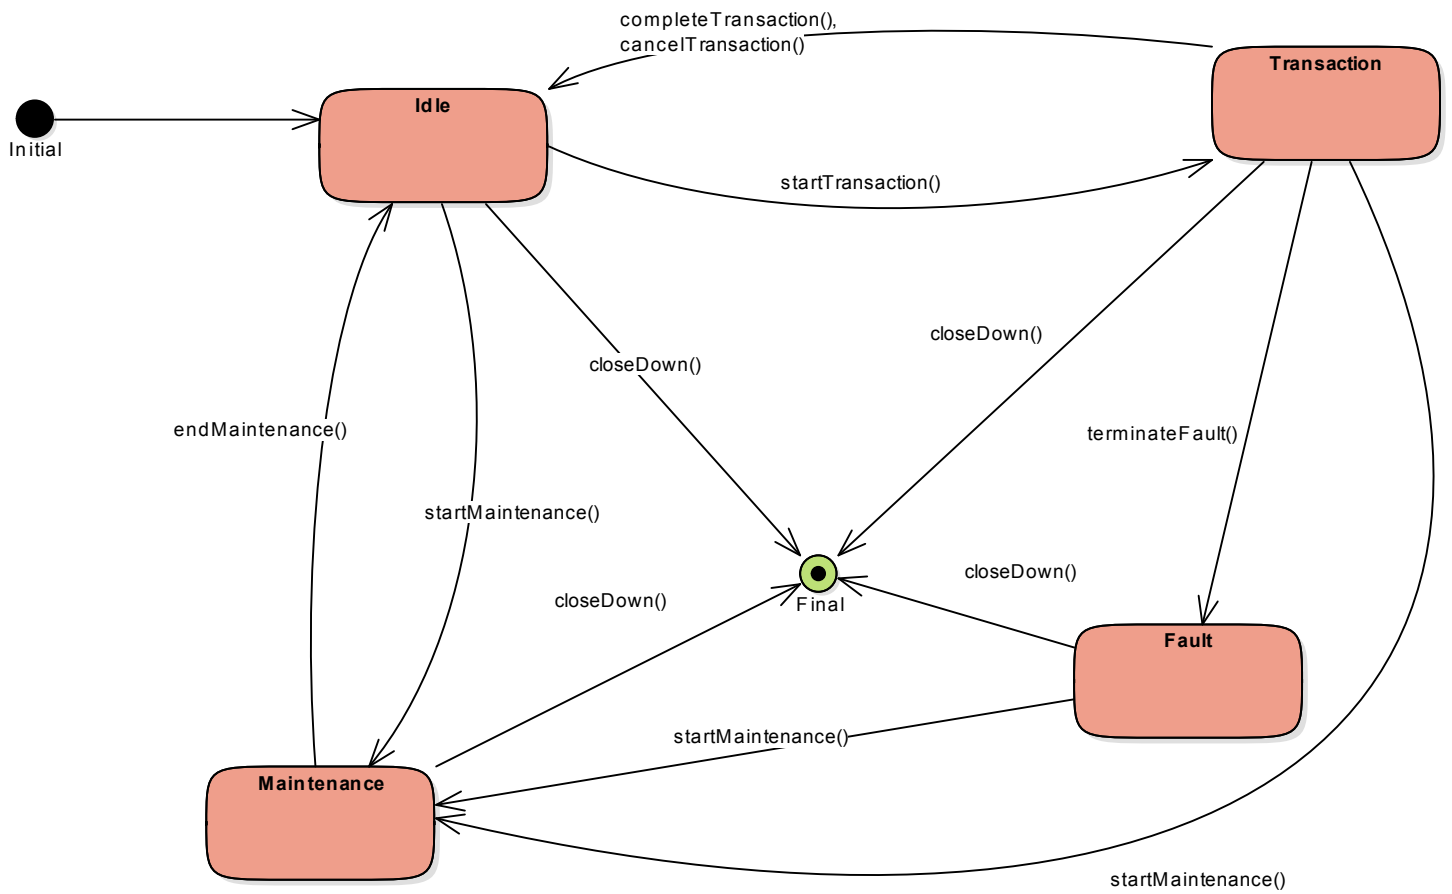 completeTransaction(),
cancelTransaction()
Transaction
Idle
Initial
startTransaction()
closeDown()
closeDown()
endMaintenance()
terminateFault()
startMaintenance()
closeDown()
closeDown()
Final
Fault
startMaintenance()
Maintenance
startMaintenance()